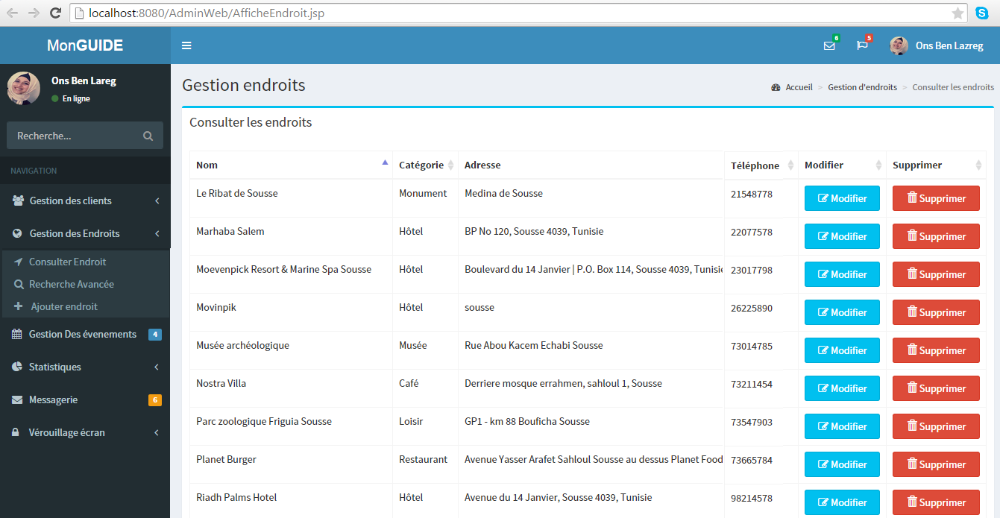 localhost:8080/AdminWeb/AfficheEndroit.jsp
S
MonGUIDE
6
5
Ons Ben Lazreg
Ons Ben Lareg
En ligne
Recherche...
NAVIGATION
Gestion des clients
Gestion des Endroits
Consulter Endroit
Recherche Avancée
Ajouter endroit
Gestion Des évenements 4
Statistiques
Messagerie 6
Vérouillage écran
Gestion endroits
Accueil > Gestion d'endroits > Consulter les endroits
Consulter les endroits
Nom Catégorie Adresse Téléphone Modifier Supprimer
Le Ribat de Sousse Monument Medina de Sousse 21548778 Modifier Supprimer
Marhaba Salem Hôtel BP No 120, Sousse 4039, Tunisie 22077578 Modifier Supprimer
Moevenpick Resort & Marine Spa Sousse Hôtel Boulevard du 14 Janvier | P.O. Box 114, Sousse 4039, Tunisie 23017798 Modifier Supprimer
Movinpik Hôtel sousse 26225890 Modifier Supprimer
Musée archéologique Musée Rue Abou Kacem Echabi Sousse 73014785 Modifier Supprimer
Nostra Villa Café Derriere mosque errahmen, sahloul 1, Sousse 73211454 Modifier Supprimer
Parc zoologique Friguia Sousse Loisir GP1 - km 88 Bouficha Sousse 73547903 Modifier Supprimer
Planet Burger Restaurant Avenue Yasser Arafet Sahloul Sousse au dessus Planet Food 73665784 Modifier Supprimer
Riadh Palms Hotel Hôtel Avenue du 14 Janvier, Sousse 4039, Tunisie 98214578 Modifier Supprimer